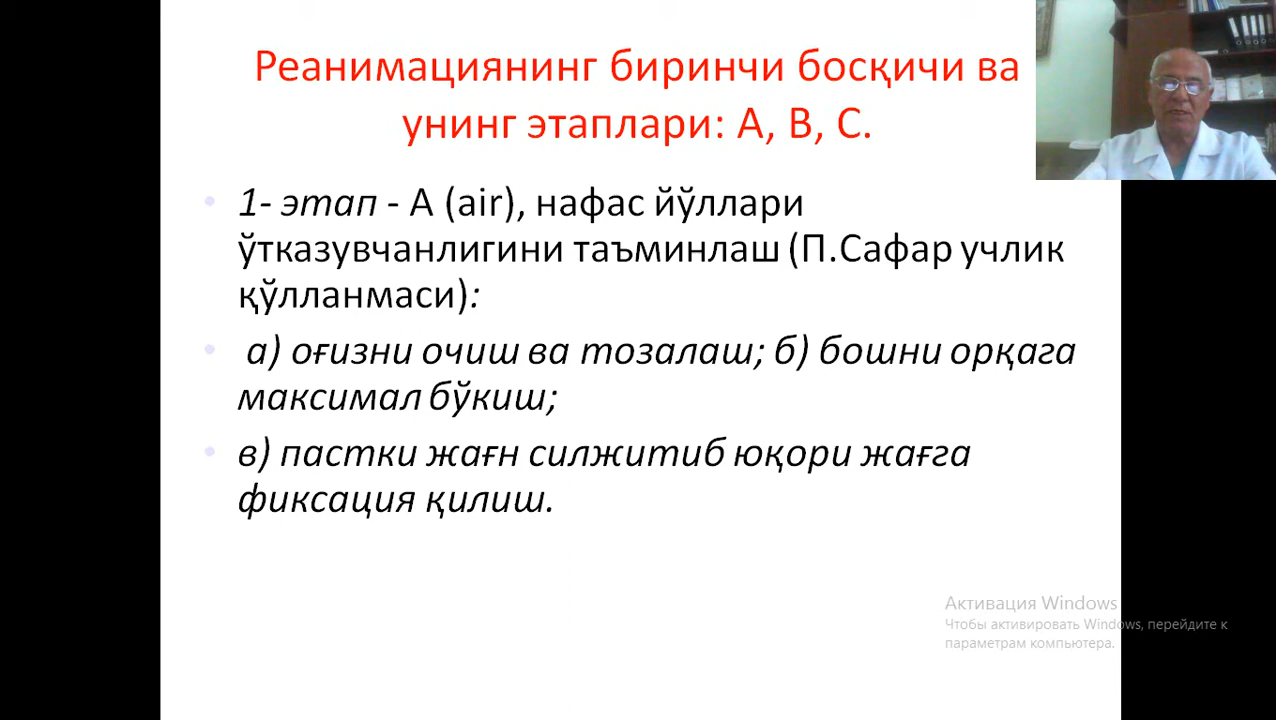 Реанимациянинг биринчи босқичи ва
унинг этаплари: А, В, С.
1- этап - А (air), нафас йўллари
ўтказувчанлигини таъминлаш (П.Сафар учлик
қўлланмаси):
а) оғизни очиш ва тозалаш; б) бошни орқага
максимал бўкиш;
в) пастки жағн силжитиб юқори жағга
фиксация қилиш.
Активация Windows
Чтобы активировать Windows, перейдите к
параметрам компьютера.